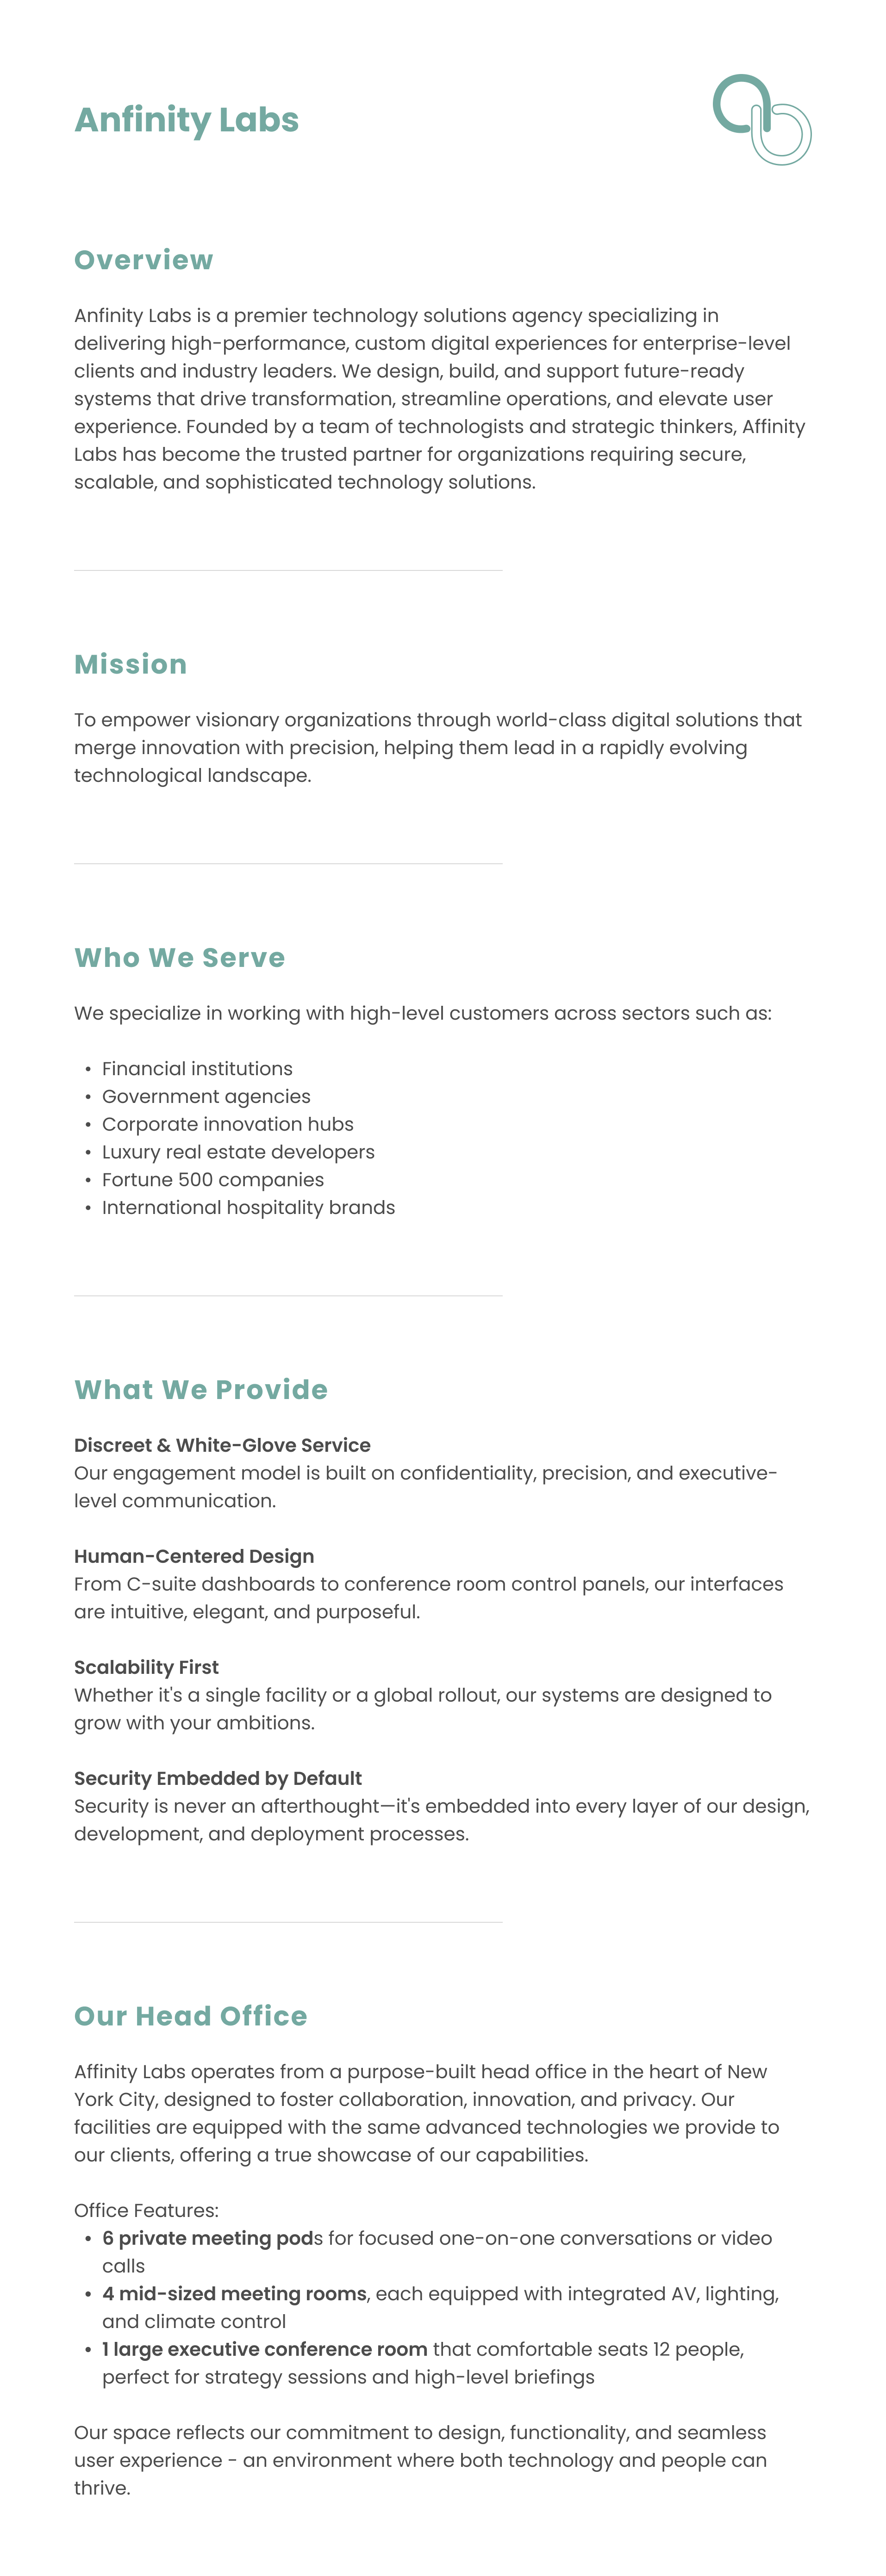 Anfinity Labs
Overview
Anfinity Labs is a premier technology solutions agency specializing in
delivering high-performance, custom digital experiences for enterprise-level
clients and industry leaders. We design, build, and support future-ready
systems that drive transformation, streamline operations, and elevate user
experience. Founded by a team of technologists and strategic thinkers, Affinity
Labs has become the trusted partner for organizations requiring secure,
scalable, and sophisticated technology solutions.
Mission
To empower visionary organizations through world-class digital solutions that
merge innovation with precision, helping them lead in a rapidly evolving
technological landscape.
Who We Serve
We specialize in working with high-level customers across sectors such as:
• Financial institutions
• Government agencies
• Corporate innovation hubs
• Luxury real estate developers
• Fortune 500 companies
• International hospitality brands
What We Provide
Discreet & White-Glove Service
Our engagement model is built on confidentiality, precision, and executive-
level communication.
Human-Centered Design
From C-suite dashboards to conference room control panels, our interfaces
are intuitive, elegant, and purposeful.
Scalability First
Whether it's a single facility or a global rollout, our systems are designed to
grow with your ambitions.
Security Embedded by Default
Security is never an afterthought—it's embedded into every layer of our design,
development, and deployment processes.
Our Head Office
Affinity Labs operates from a purpose-built head office in the heart of New
York City, designed to foster collaboration, innovation, and privacy. Our
facilities are equipped with the same advanced technologies we provide to
our clients, offering a true showcase of our capabilities.
Office Features:
• 6 private meeting pods for focused one-on-one conversations or video
calls
• 4 mid-sized meeting rooms, each equipped with integrated AV, lighting,
and climate control
• 1 large executive conference room that comfortable seats 12 people,
perfect for strategy sessions and high-level briefings
Our space reflects our commitment to design, functionality, and seamless
user experience - an environment where both technology and people can
thrive.